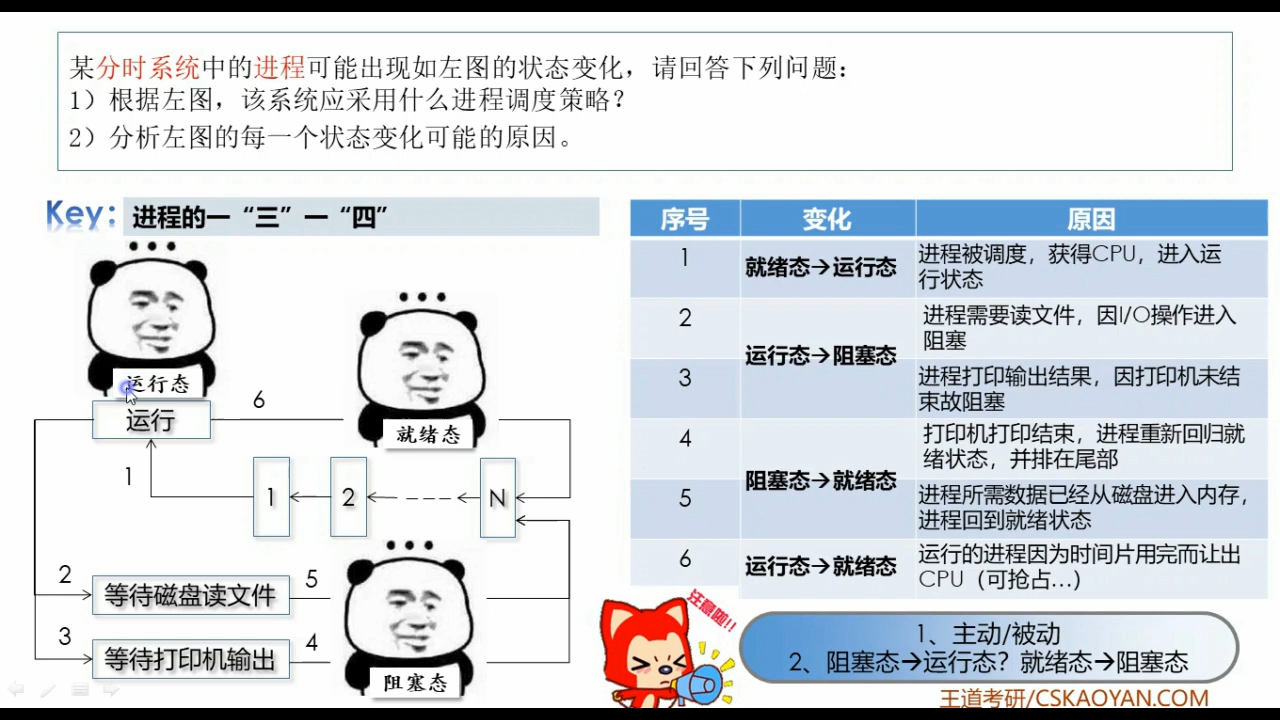 某分时系统中的进程可能出现如左图的状态变化，请回答下列问题：
1）根据左图，该系统应采用什么进程调度策略？
2）分析左图的每一个状态变化可能的原因。
Key：进程的一“三”一“四”
运行态
运行
6
就绪态
1
1
2
N
2
等待磁盘读文件
5
3
等待打印机输出
4
阻塞态
序号 变化 原因
1 就绪态→运行态 进程被调度，获得CPU，进入运
行状态
2 运行态→阻塞态 进程需要读文件，因I/O操作进入
阻塞
3 进程打印输出结果，因打印机未结
束故阻塞
4 阻塞态→就绪态 打印机打印结束，进程重新回归就
绪状态，并排在尾部
5 进程所需数据已经从磁盘进入内存，
进程回到就绪状态
6 运行态→就绪态 运行的进程因为时间片用完而让出
CPU（可抢占…）
注意啦!!
1、主动/被动
2、阻塞态→运行态？就绪态→阻塞态
王道考研/CSKAOYAN.COM